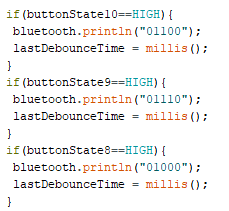 if(buttonState10==HIGH){
bluetooth.println("01100");
lastDebounceTime = millis();
}
if(buttonState9==HIGH){
bluetooth.println("01110");
lastDebounceTime = millis();
}
if(buttonState8==HIGH){
bluetooth.println("01000");
lastDebounceTime = millis();
}